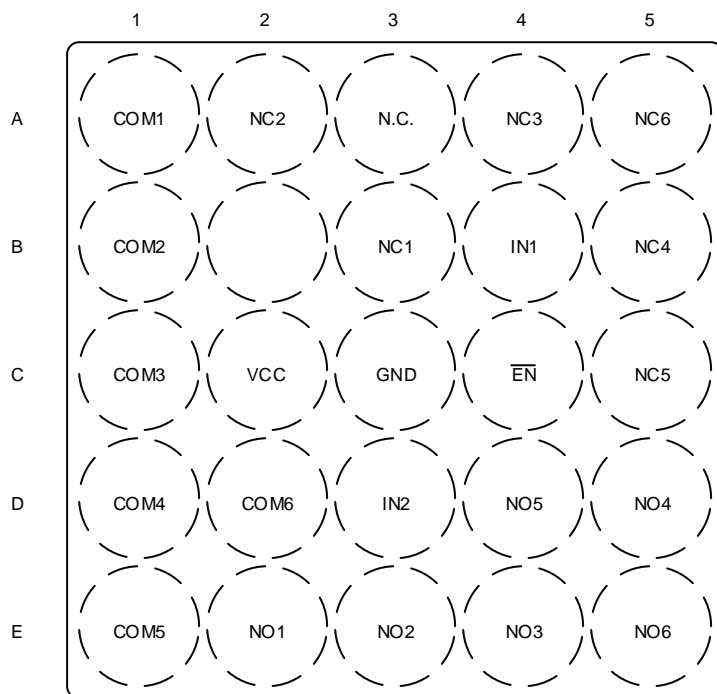 1 2 3 4 5
A COM1 NC2 N.C. NC3 NC6
B COM2 NC1 IN1 NC4
C COM3 VCC GND E̅N̅ NC5
D COM4 COM6 IN2 NO5 NO4
E COM5 NO1 NO2 NO3 NO6